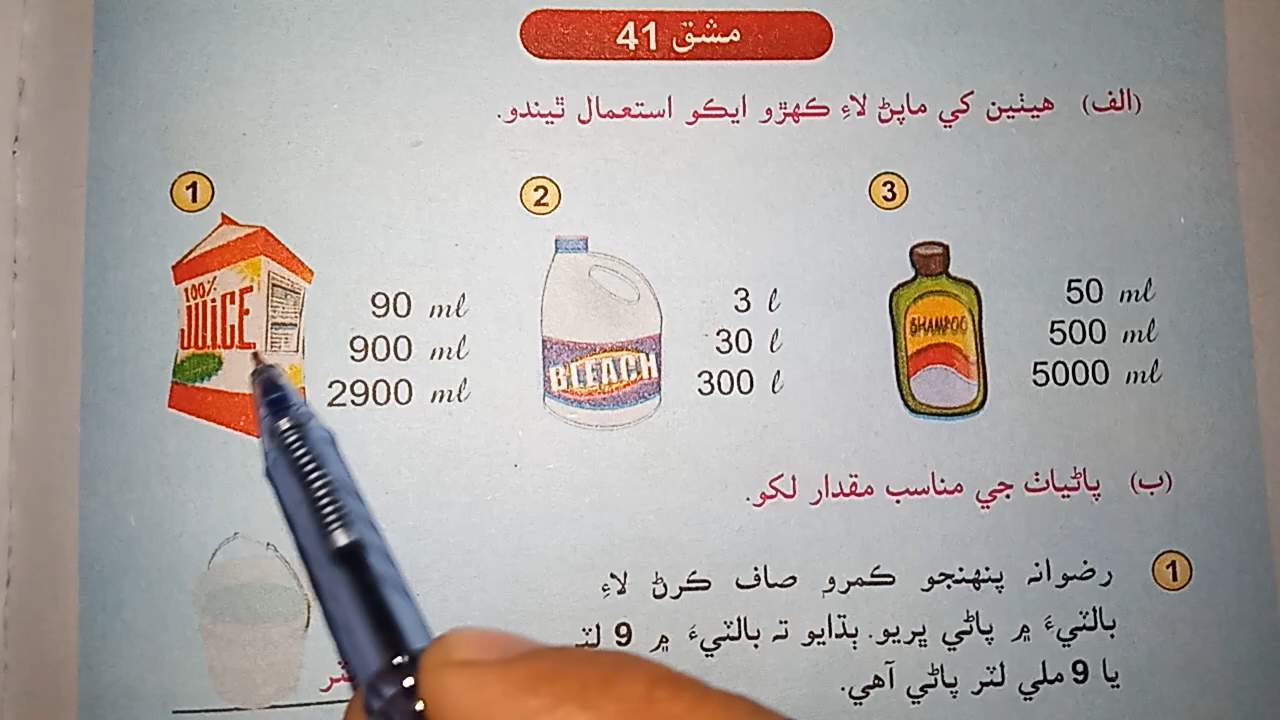 مشق 41
(الف) هيٺين کي ماپڻ لاءِ ڪهڙو ايڪو استعمال ٿيندو.
1
100% JUICE
90 ml
900 ml
2900 ml
2
BLEACH
3 l
30 l
300 l
3
SHAMPOO
50 ml
500 ml
5000 ml
(ب) پاڻياٺ جي مناسب مقدار لکو.
1
رضوانه پنهنجو ڪمرو صاف ڪرڻ لاءِ
بالٽيءَ ۾ پاڻي ڀريو. ٻڌايو ته بالٽيءَ ۾ 9 لٽر
يا 9 ملي لٽر پاڻي آهي.